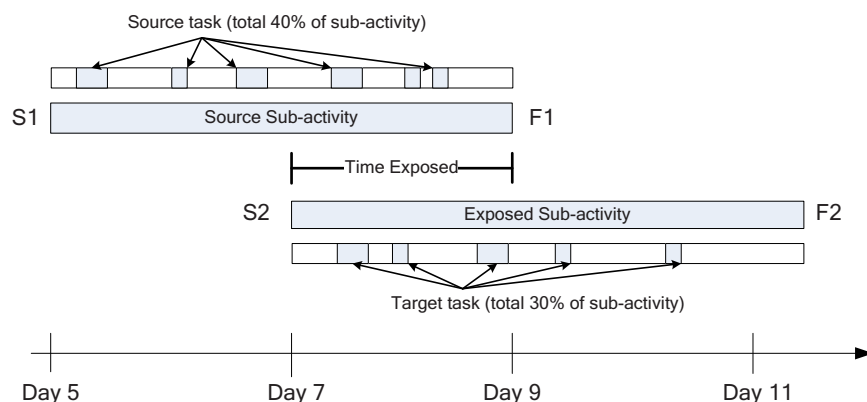 Source task (total 40% of sub-activity)
S1
Source Sub-activity
F1
Time Exposed
S2
Exposed Sub-activity
F2
Target task (total 30% of sub-activity)
Day 5
Day 7
Day 9
Day 11